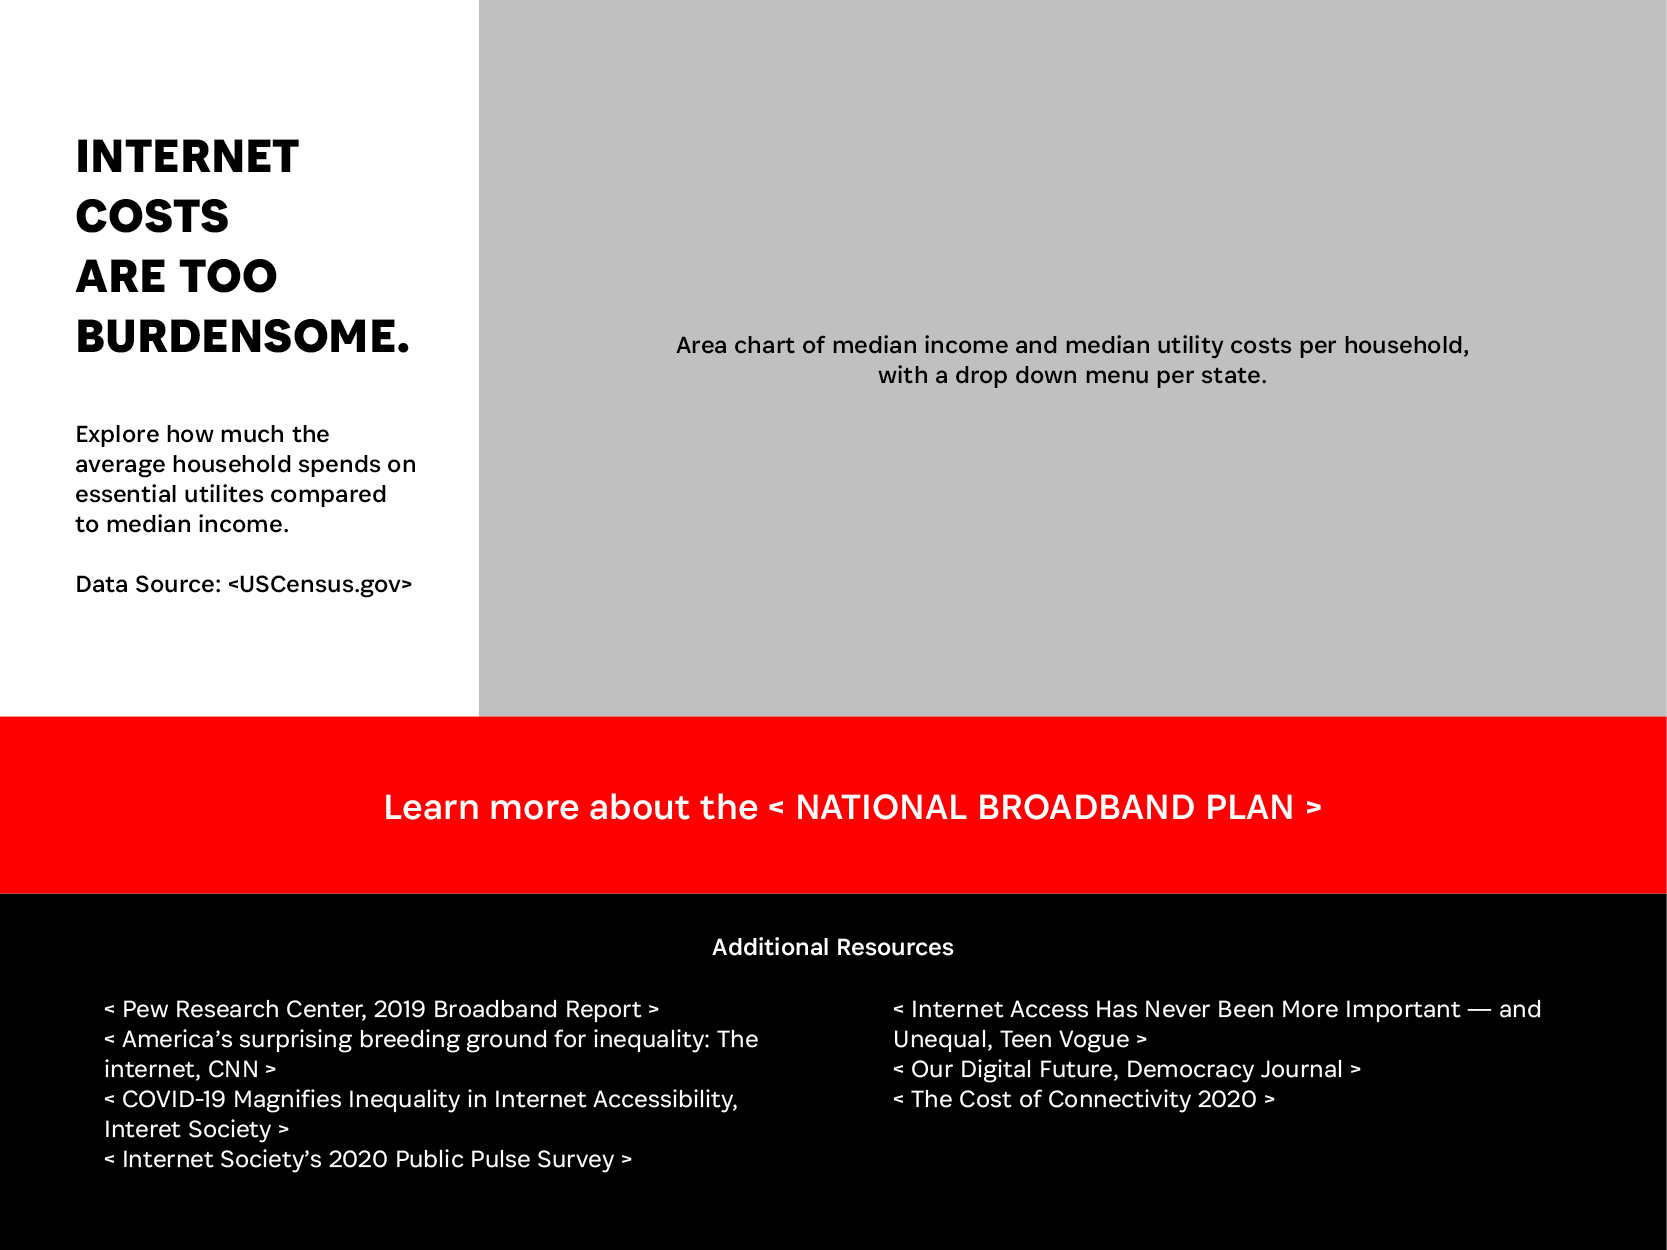 INTERNET
COSTS
ARE TOO
BURDENSOME.
Explore how much the
average household spends on
essential utilites compared
to median income.
Data Source: <USCensus.gov>
Area chart of median income and median utility costs per household,
with a drop down menu per state.
Learn more about the < NATIONAL BROADBAND PLAN >
Additional Resources
< Pew Research Center, 2019 Broadband Report >
< America’s surprising breeding ground for inequality: The
internet, CNN >
< COVID-19 Magnifies Inequality in Internet Accessibility,
Interet Society >
< Internet Society’s 2020 Public Pulse Survey >
< Internet Access Has Never Been More Important — and
Unequal, Teen Vogue >
< Our Digital Future, Democracy Journal >
< The Cost of Connectivity 2020 >